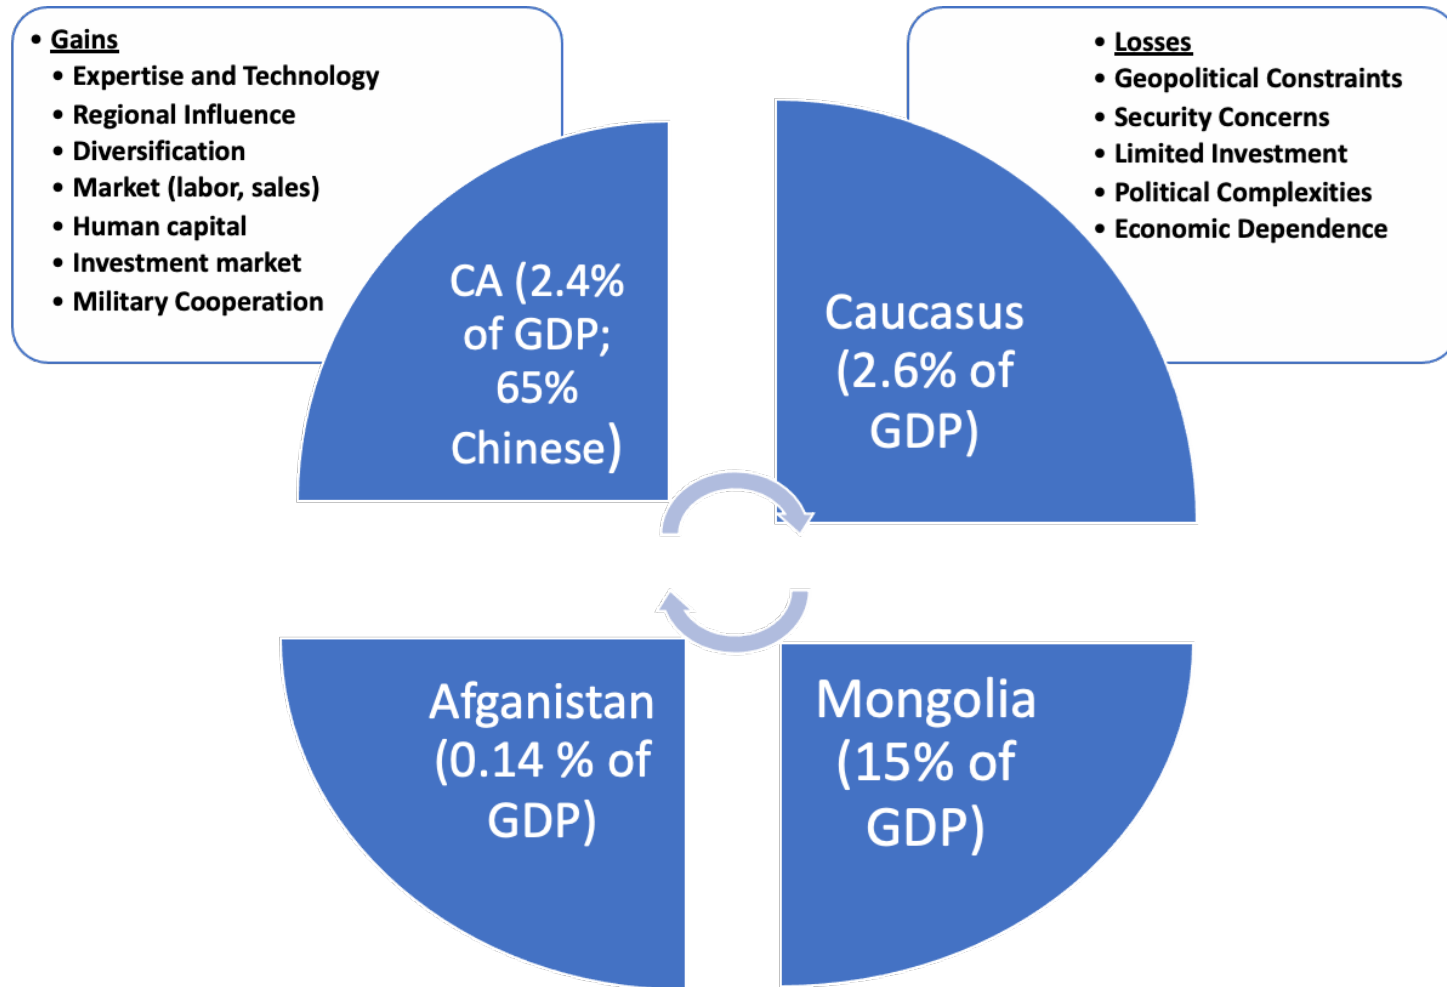 • Gains
• Expertise and Technology
• Regional Influence
• Diversification
• Market (labor, sales)
• Human capital
• Investment market
• Military Cooperation
• Losses
• Geopolitical Constraints
• Security Concerns
• Limited Investment
• Political Complexities
• Economic Dependence
CA (2.4%
of GDP;
65%
Chinese)
Caucasus
(2.6% of
GDP)
Afganistan
(0.14 % of
GDP)
Mongolia
(15% of
GDP)